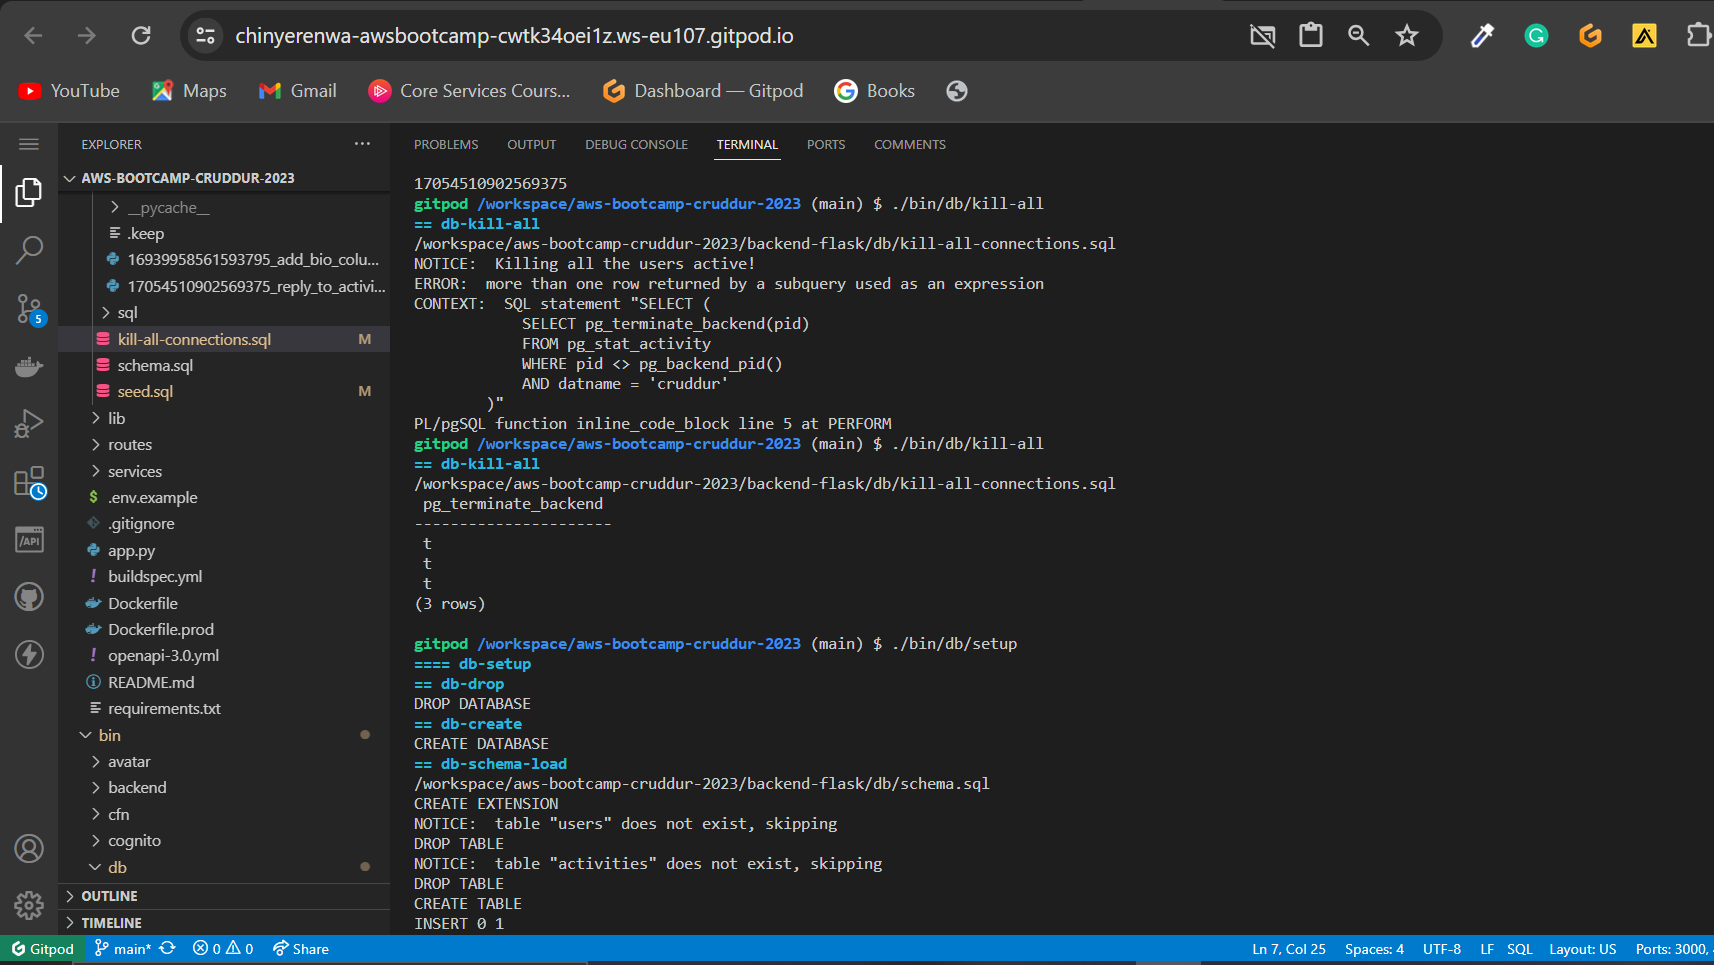 chinyerenwa-awsbootcamp-cwtk34oei1z.ws-eu107.gitpod.io
YouTube
Maps
Gmail
Core Services Cours...
Dashboard — Gitpod
Books
EXPLORER
AWS-BOOTCAMP-CRUDDUR-2023
__pycache__
.keep
16939958561593795_add_bio_colu...
17054510902569375_reply_to_activi...
sql
kill-all-connections.sql M
schema.sql
seed.sql M
lib
routes
services
.env.example
.gitignore
app.py
buildspec.yml
Dockerfile
Dockerfile.prod
openapi-3.0.yml
README.md
requirements.txt
bin
avatar
backend
cfn
cognito
db
OUTLINE
TIMELINE
5
/API
PROBLEMS OUTPUT DEBUG CONSOLE TERMINAL PORTS COMMENTS
17054510902569375
gitpod /workspace/aws-bootcamp-cruddur-2023 (main) $ ./bin/db/kill-all
== db-kill-all
/workspace/aws-bootcamp-cruddur-2023/backend-flask/db/kill-all-connections.sql
NOTICE:  Killing all the users active!
ERROR:  more than one row returned by a subquery used as an expression
CONTEXT:  SQL statement "SELECT (
SELECT pg_terminate_backend(pid)
FROM pg_stat_activity
WHERE pid <> pg_backend_pid()
AND datname = 'cruddur'
)"
PL/pgSQL function inline_code_block line 5 at PERFORM
gitpod /workspace/aws-bootcamp-cruddur-2023 (main) $ ./bin/db/kill-all
== db-kill-all
/workspace/aws-bootcamp-cruddur-2023/backend-flask/db/kill-all-connections.sql
pg_terminate_backend
----------------------
t
t
t
(3 rows)
gitpod /workspace/aws-bootcamp-cruddur-2023 (main) $ ./bin/db/setup
==== db-setup
== db-drop
DROP DATABASE
== db-create
CREATE DATABASE
== db-schema-load
/workspace/aws-bootcamp-cruddur-2023/backend-flask/db/schema.sql
CREATE EXTENSION
NOTICE:  table "users" does not exist, skipping
DROP TABLE
NOTICE:  table "activities" does not exist, skipping
DROP TABLE
CREATE TABLE
INSERT 0 1
Gitpod main* 0 0 Share Ln 7, Col 25 Spaces: 4 UTF-8 LF SQL Layout: US Ports: 3000,